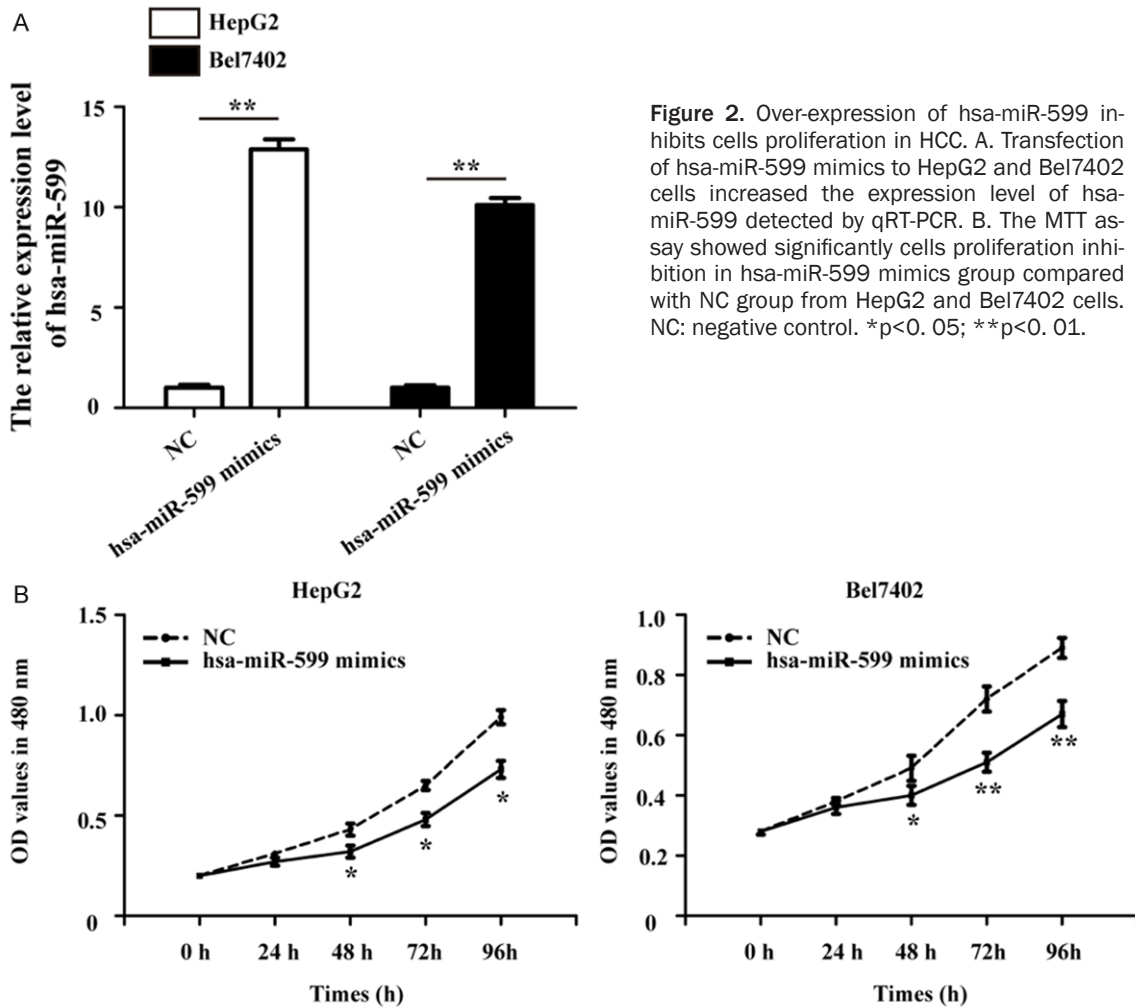 A
HepG2
Bel7402
The relative expression level
of hsa-miR-599
15
10
5
0
**
**
NC
hsa-miR-599 mimics
NC
hsa-miR-599 mimics
Figure 2. Over-expression of hsa-miR-599 in-
hibits cells proliferation in HCC. A. Transfection
of hsa-miR-599 mimics to HepG2 and Bel7402
cells increased the expression level of hsa-
miR-599 detected by qRT-PCR. B. The MTT as-
say showed significantly cells proliferation inhi-
bition in hsa-miR-599 mimics group compared
with NC group from HepG2 and Bel7402 cells.
NC: negative control. *p<0. 05; **p<0. 01.
B
HepG2
OD values in 480 nm
1.5
1.0
0.5
0
NC
hsa-miR-599 mimics
*
*
*
0 h 24 h 48 h 72h 96h
Times (h)
Bel7402
OD values in 480 nm
1.0
0.8
0.6
0.4
0.2
0
NC
hsa-miR-599 mimics
*
**
**
0 h 24 h 48 h 72h 96h
Times (h)